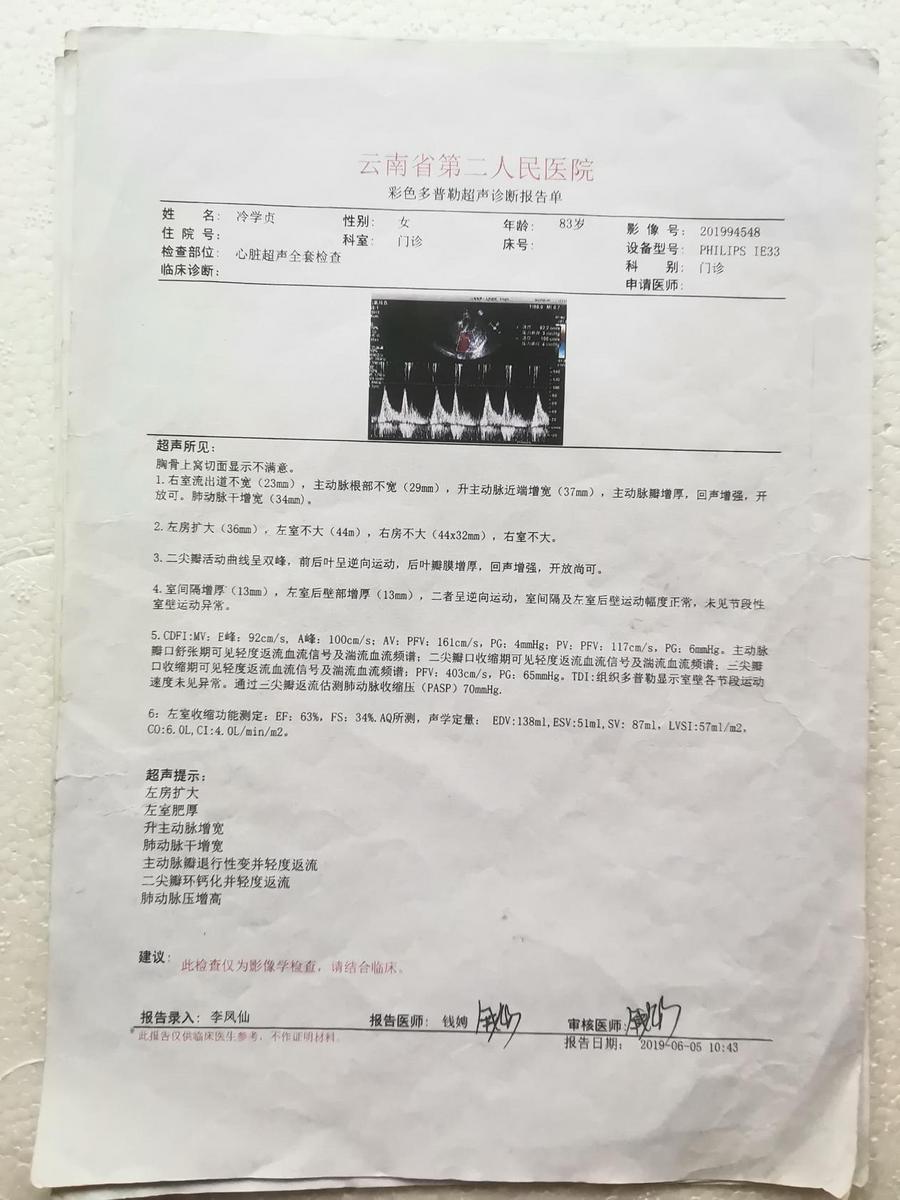 云南省第二人民医院
彩色多普勒超声诊断报告单
姓 名: 冷学贞 性别: 女 年龄: 83岁 影 像 号: 201994548
住 院 号: 科室: 门诊 床号: 设备型号: PHILIPS IE33
检查部位: 心脏超声全套检查 科 别: 门诊
临床诊断: 申请医师:
超声所见:
胸骨上窝切面显示不满意。
1.右室流出道不宽(23mm),主动脉根部不宽(29mm),升主动脉近端增宽(37mm),主动脉瓣增厚,回声增强,开
放可。肺动脉干增宽(34mm)。
2.左房扩大(36mm),左室不大(44m),右房不大(44x32mm),右室不大。
3.二尖瓣活动曲线呈双峰,前后叶呈逆向运动,后叶瓣膜增厚,回声增强,开放尚可。
4.室间隔增厚(13mm),左室后壁部增厚(13mm),二者呈逆向运动,室间隔及左室后壁运动幅度正常,未见节段性
室壁运动异常。
5.CDFI:MV: E峰: 92cm/s, A峰: 100cm/s; AV: PFV: 161cm/s, PG: 4mmHg; PV: PFV: 117cm/s, PG: 6mmHg。主动脉
瓣口舒张期可见轻度返流血流信号及湍流血流频谱;二尖瓣口收缩期可见轻度返流血流信号及湍流血流频谱;三尖瓣
口收缩期可见轻度返流血流信号及湍流血流频谱;PFV: 403cm/s, PG: 65mmHg。TDI:组织多普勒显示室壁各节段运动
速度未见异常。通过三尖瓣返流估测肺动脉收缩压(PASP)70mmHg.
6: 左室收缩功能测定: EF: 63%, FS: 34%.AQ所测,声学定量: EDV:138ml,ESV:51ml,SV: 87ml, LVSI:57ml/m2,
CO:6.0L,CI:4.0L/min/m2。
超声提示:
左房扩大
左室肥厚
升主动脉增宽
肺动脉干增宽
主动脉瓣退行性变并轻度返流
二尖瓣环钙化并轻度返流
肺动脉压增高
建议: 此检查仅为影像学检查,请结合临床。
报告录入: 李凤仙 报告医师: 钱娉 审核医师:
此报告仅供临床医生参考,不作证明材料。 报告日期: 2019-06-05 10:43